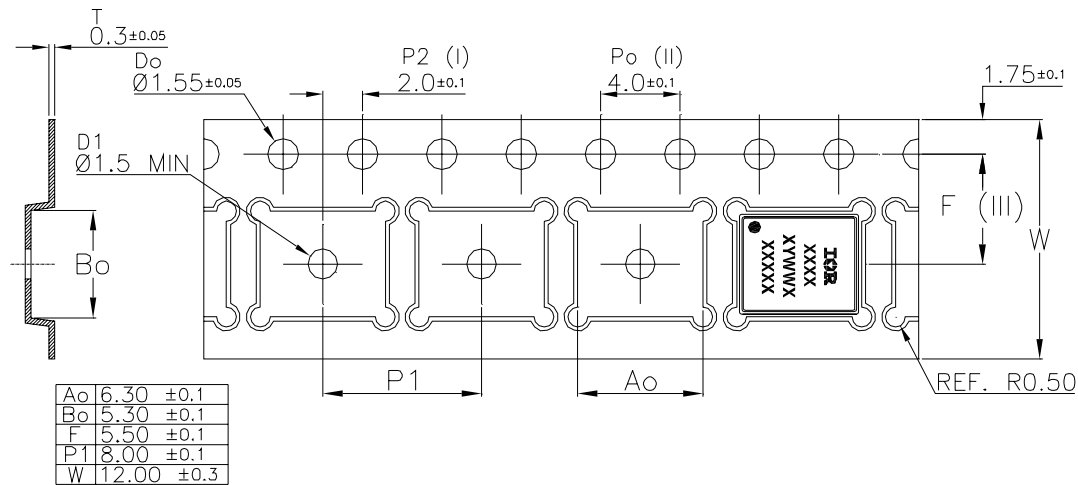 T
0.3±0.05
Do
Ø1.55±0.05
P2 (I)
2.0±0.1
Po (II)
4.0±0.1
1.75±0.1
D1
Ø1.5 MIN
F (III)
W
Bo
IOR
XXXX
XYWWX
XXXXX
P1
Ao
REF. R0.50
Ao 6.30 ±0.1
Bo 5.30 ±0.1
F 5.50 ±0.1
P1 8.00 ±0.1
W 12.00 ±0.3